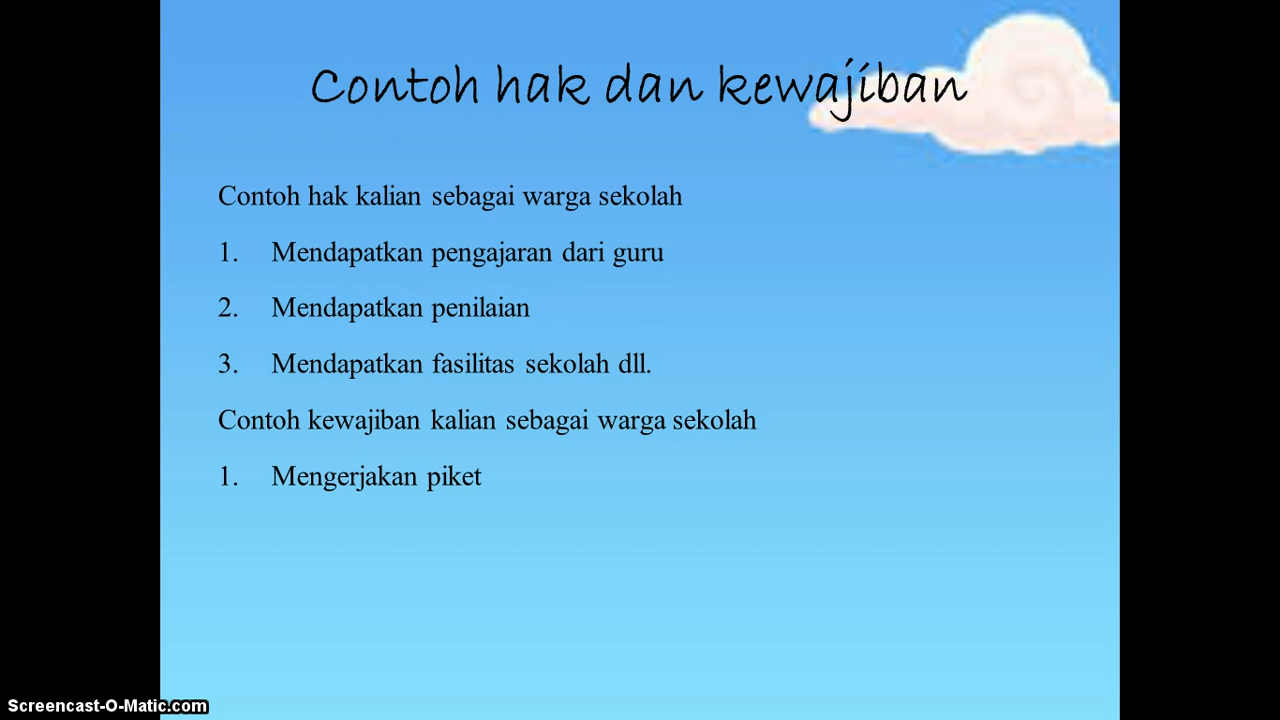 Contoh hak dan kewajiban
Contoh hak kalian sebagai warga sekolah
1. Mendapatkan pengajaran dari guru
2. Mendapatkan penilaian
3. Mendapatkan fasilitas sekolah dll.
Contoh kewajiban kalian sebagai warga sekolah
1. Mengerjakan piket
Screencast-O-Matic.com